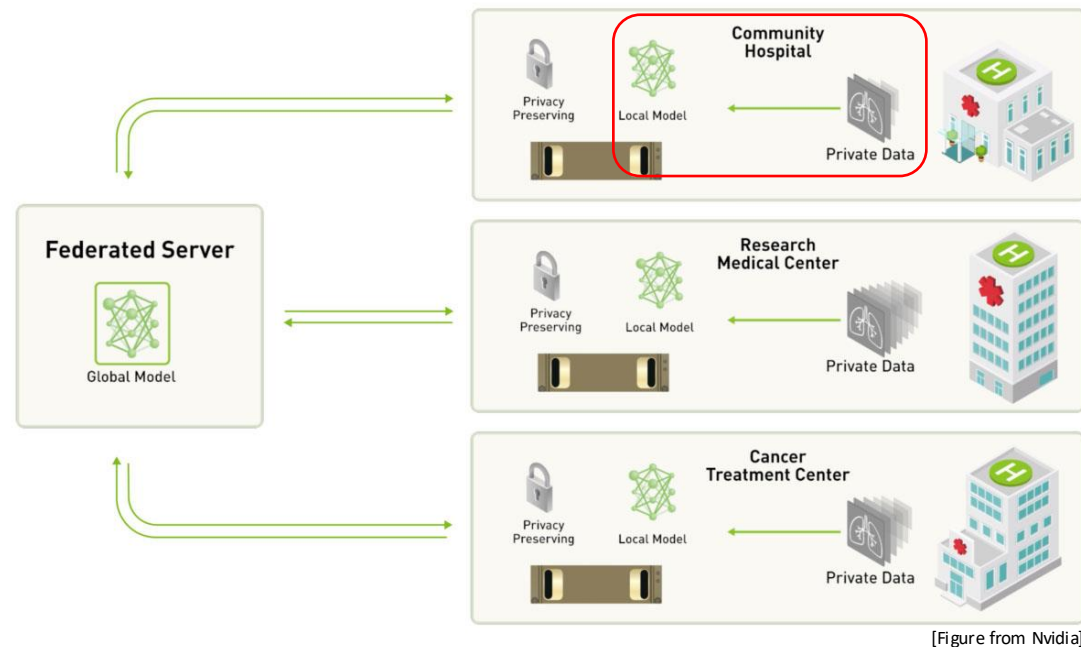 Community
Hospital
Privacy
Preserving
Local Model
Private Data
H
Federated Server
Global Model
Research
Medical Center
Privacy
Preserving
Local Model
Private Data
H
Cancer
Treatment Center
Privacy
Preserving
Local Model
Private Data
H
[Figure from Nvidia]